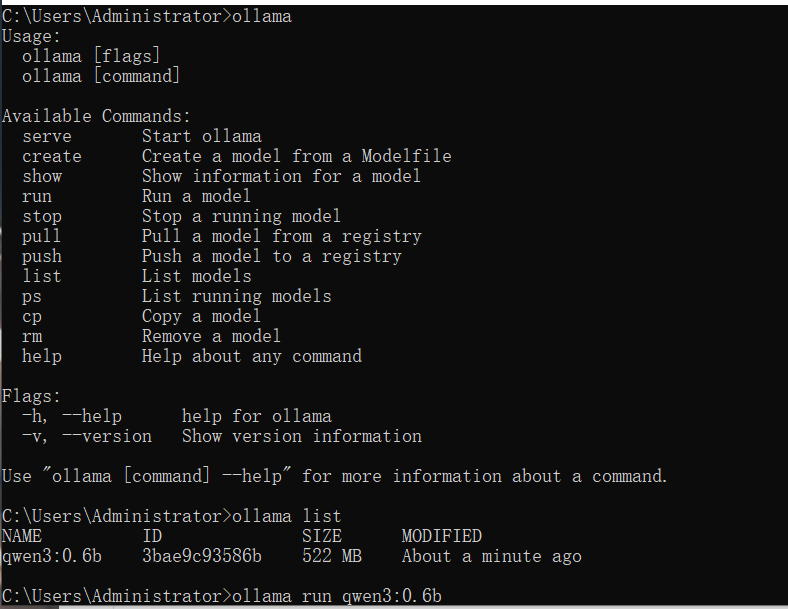 C:\Users\Administrator>ollama
Usage:
  ollama [flags]
  ollama [command]

Available Commands:
  serve       Start ollama
  create      Create a model from a Modelfile
  show        Show information for a model
  run         Run a model
  stop        Stop a running model
  pull        Pull a model from a registry
  push        Push a model to a registry
  list        List models
  ps          List running models
  cp          Copy a model
  rm          Remove a model
  help        Help about any command

Flags:
  -h, --help      help for ollama
  -v, --version   Show version information

Use "ollama [command] --help" for more information about a command.

C:\Users\Administrator>ollama list
NAME          ID              SIZE      MODIFIED
qwen3:0.6b    3bae9c93586b    522 MB    About a minute ago

C:\Users\Administrator>ollama run qwen3:0.6b